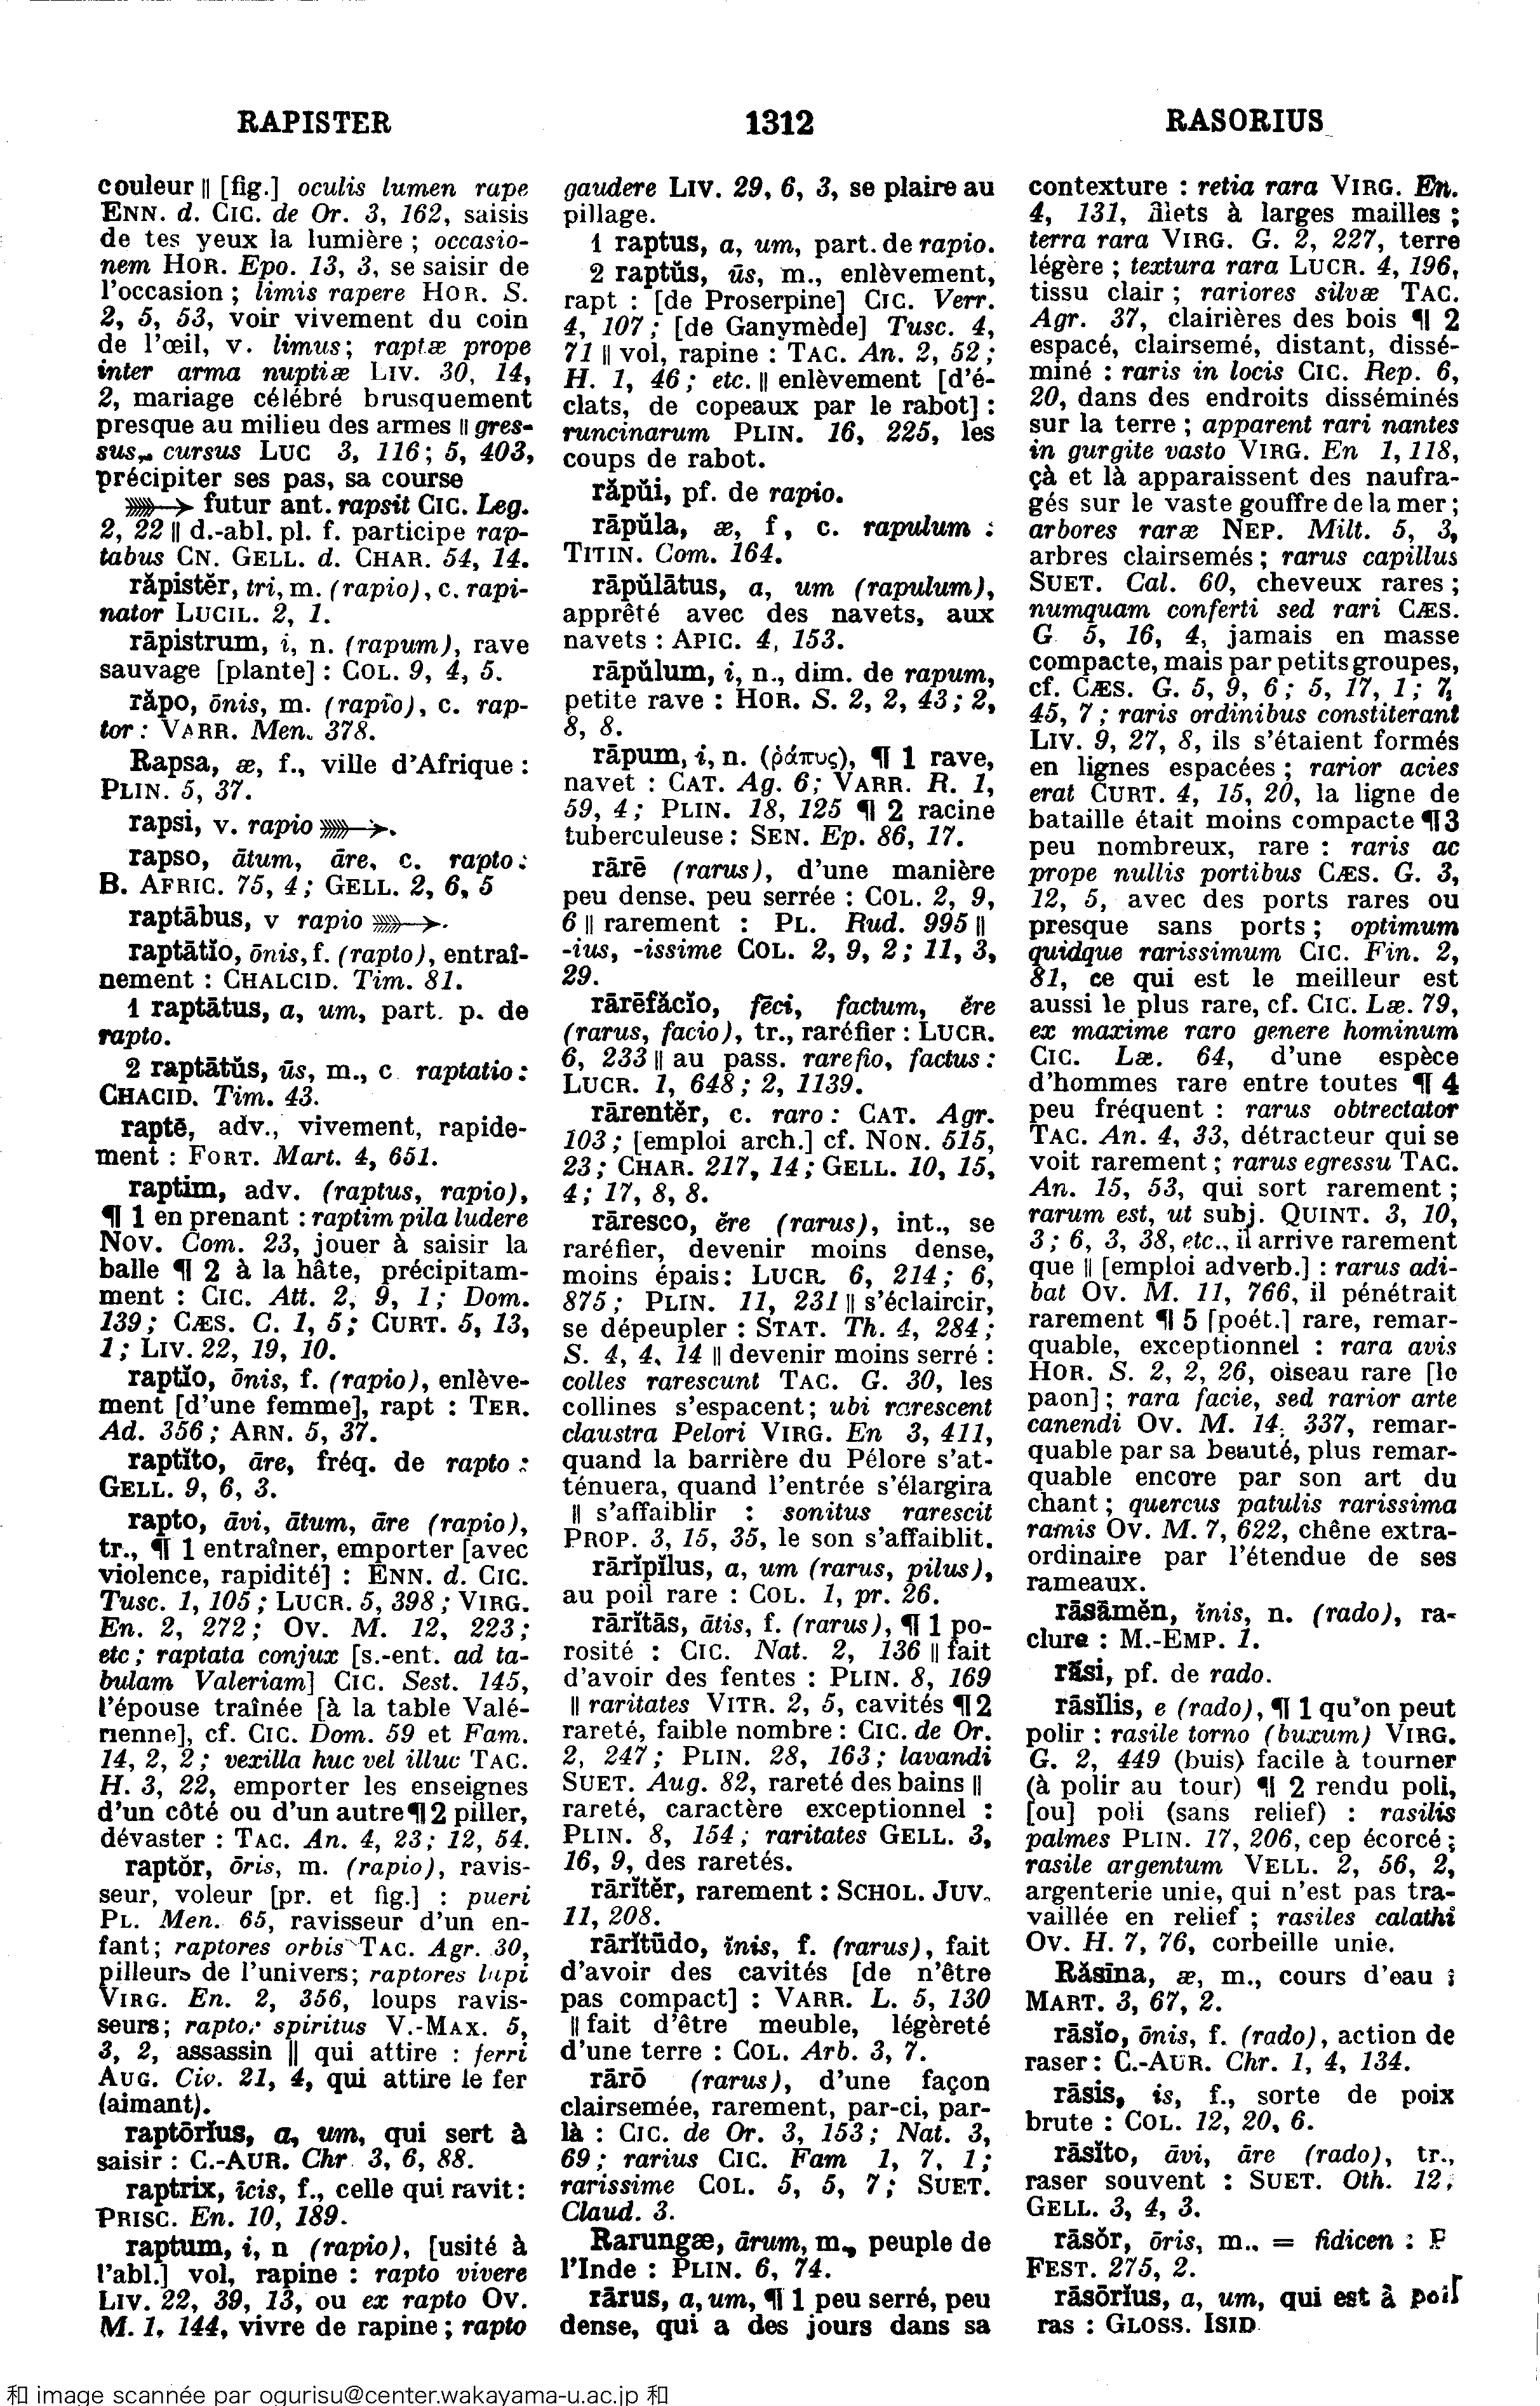 RAPISTER
1312
RASORIUS
couleur || [fig.] oculis lumen rape
ENN. d. CIC. de Or. 3, 162, saisis
de tes yeux la lumière ; occasio-
nem HOR. Epo. 13, 3, se saisir de
l'occasion ; limis rapere HOR. S.
2, 5, 53, voir vivement du coin
de l'œil, v. limus; raptæ prope
inter arma nuptiæ LIV. 30, 14,
2, mariage célébré brusquement
presque au milieu des armes || gres-
sus, cursus LUC 3, 116; 5, 403,
précipiter ses pas, sa course
futur ant. rapsit CIC. Leg.
2, 22 || d.-abl. pl. f. participe rap-
tabus CN. GELL. d. CHAR. 54, 14.
răpistĕr, tri, m. (rapio), c. rapi-
nator LUCIL. 2, 1.
rāpistrum, i, n. (rapum), rave
sauvage [plante] : COL. 9, 4, 5.
răpo, ōnis, m. (rapio), c. rap-
tor : VARR. Men. 378.
Rapsa, æ, f., ville d'Afrique :
PLIN. 5, 37.
rapsi, v. rapio ➳.
rapso, ātum, āre, c. rapto :
B. AFRIC. 75, 4; GELL. 2, 6, 5
raptābus, v rapio ➳.
raptātĭo, ōnis, f. (rapto), entraî-
nement : CHALCID. Tim. 81.
1 raptātus, a, um, part. p. de
rapto.
2 raptātŭs, ūs, m., c raptatio :
CHACID. Tim. 43.
raptē, adv., vivement, rapide-
ment : FORT. Mart. 4, 651.
raptim, adv. (raptus, rapio),
¶ 1 en prenant : raptim pila ludere
NOV. Com. 23, jouer à saisir la
balle ¶ 2 à la hâte, précipitam-
ment : CIC. Att. 2, 9, 1; Dom.
139; CÆS. C. 1, 5; CURT. 5, 13,
1; LIV. 22, 19, 10.
raptĭo, ōnis, f. (rapio), enlève-
ment [d'une femme], rapt : TER.
Ad. 356; ARN. 5, 37.
raptĭto, āre, fréq. de rapto :
GELL. 9, 6, 3.
rapto, āvi, ātum, āre (rapio),
tr., ¶ 1 entraîner, emporter [avec
violence, rapidité] : ENN. d. CIC.
Tusc. 1, 105; LUCR. 5, 398; VIRG.
En. 2, 272; OV. M. 12, 223;
etc; raptata conjux [s.-ent. ad ta-
bulam Valeriam] CIC. Sest. 145,
l'épouse traînée [à la table Valé-
rienne], cf. CIC. Dom. 59 et Fam.
14, 2, 2; vexilla huc vel illuc TAC.
H. 3, 22, emporter les enseignes
d'un côté ou d'un autre ¶ 2 piller,
dévaster : TAC. An. 4, 23; 12, 54.
raptŏr, ōris, m. (rapio), ravis-
seur, voleur [pr. et fig.] : pueri
PL. Men. 65, ravisseur d'un en-
fant; raptores orbis TAC. Agr. 30,
pilleurs de l'univers; raptores lupi
VIRG. En. 2, 356, loups ravis-
seurs; raptor spiritus V.-MAX. 5,
3, 2, assassin || qui attire : ferri
AUG. Civ. 21, 4, qui attire le fer
(aimant).
raptōrĭus, a, um, qui sert à
saisir : C.-AUR. Chr 3, 6, 88.
raptrix, īcis, f., celle qui ravit :
PRISC. En. 10, 189.
raptum, i, n (rapio), [usité à
l'abl.] vol, rapine : rapto vivere
LIV. 22, 39, 13, ou ex rapto OV.
M. 1, 144, vivre de rapine ; rapto
gaudere LIV. 29, 6, 3, se plaire au
pillage.
1 raptus, a, um, part. de rapio.
2 raptŭs, ūs, m., enlèvement,
rapt : [de Proserpine] CIC. Verr.
4, 107; [de Ganymède] Tusc. 4,
71 || vol, rapine : TAC. An. 2, 52;
H. 1, 46; etc. || enlèvement [d'é-
clats, de copeaux par le rabot] :
runcinarum PLIN. 16, 225, les
coups de rabot.
răpŭi, pf. de rapio.
rāpŭla, æ, f, c. rapulum :
TITIN. Com. 164.
rāpŭlātus, a, um (rapulum),
apprêté avec des navets, aux
navets : APIC. 4, 153.
rāpŭlum, i, n., dim. de rapum,
petite rave : HOR. S. 2, 2, 43; 2,
8, 8.
rāpum, i, n. (ῥάπυς), ¶ 1 rave,
navet : CAT. Ag. 6; VARR. R. 1,
59, 4; PLIN. 18, 125 ¶ 2 racine
tuberculeuse : SEN. Ep. 86, 17.
rārē (rarus), d'une manière
peu dense, peu serrée : COL. 2, 9,
6 || rarement : PL. Rud. 995 ||
-ius, -issime COL. 2, 9, 2; 11, 3,
29.
rārēfăcĭo, fēci, factum, ĕre
(rarus, facio), tr., raréfier : LUCR.
6, 233 || au pass. rarefio, factus :
LUCR. 1, 648; 2, 1139.
rārentĕr, c. raro : CAT. Agr.
103; [emploi arch.] cf. NON. 515,
23; CHAR. 217, 14; GELL. 10, 15,
4; 17, 8, 8.
rāresco, ĕre (rarus), int., se
raréfier, devenir moins dense,
moins épais: LUCR. 6, 214; 6,
875; PLIN. 11, 231 || s'éclaircir,
se dépeupler : STAT. Th. 4, 284;
S. 4, 4, 14 || devenir moins serré :
colles rarescunt TAC. G. 30, les
collines s'espacent; ubi rarescent
claustra Pelori VIRG. En 3, 411,
quand la barrière du Pélore s'at-
ténuera, quand l'entrée s'élargira
|| s'affaiblir : sonitus rarescit
PROP. 3, 15, 35, le son s'affaiblit.
rārĭpĭlus, a, um (rarus, pilus),
au poil rare : COL. 1, pr. 26.
rārĭtās, ātis, f. (rarus), ¶ 1 po-
rosité : CIC. Nat. 2, 136 || fait
d'avoir des fentes : PLIN. 8, 169
|| raritates VITR. 2, 5, cavités ¶ 2
rareté, faible nombre : CIC. de Or.
2, 247; PLIN. 28, 163; lavandi
SUET. Aug. 82, rareté des bains ||
rareté, caractère exceptionnel :
PLIN. 8, 154; raritates GELL. 3,
16, 9, des raretés.
rārĭtĕr, rarement : SCHOL. JUV.
11, 208.
rārĭtūdo, ĭnis, f. (rarus), fait
d'avoir des cavités [de n'être
pas compact] : VARR. L. 5, 130
|| fait d'être meuble, légèreté
d'une terre : COL. Arb. 3, 7.
rārō (rarus), d'une façon
clairsemée, rarement, par-ci, par-
là : CIC. de Or. 3, 153; Nat. 3,
69; rarius CIC. Fam 1, 7, 1;
rarissime COL. 5, 5, 7; SUET.
Claud. 3.
Rarungæ, ārum, m., peuple de
l'Inde : PLIN. 6, 74.
rārus, a, um, ¶ 1 peu serré, peu
dense, qui a des jours dans sa
contexture : retia rara VIRG. En.
4, 131, filets à larges mailles ;
terra rara VIRG. G. 2, 227, terre
légère ; textura rara LUCR. 4, 196,
tissu clair ; rariores silvæ TAC.
Agr. 37, clairières des bois ¶ 2
espacé, clairsemé, distant, dissé-
miné : raris in locis CIC. Rep. 6,
20, dans des endroits disséminés
sur la terre ; apparent rari nantes
in gurgite vasto VIRG. En 1, 118,
çà et là apparaissent des naufra-
gés sur le vaste gouffre de la mer ;
arbores raræ NEP. Milt. 5, 3,
arbres clairsemés ; rarus capillus
SUET. Cal. 60, cheveux rares ;
numquam conferti sed rari CÆS.
G 5, 16, 4, jamais en masse
compacte, mais par petits groupes,
cf. CÆS. G. 5, 9, 6; 5, 17, 1; 7,
45, 7; raris ordinibus constiterant
LIV. 9, 27, 8, ils s'étaient formés
en lignes espacées ; rarior acies
erat CURT. 4, 15, 20, la ligne de
bataille était moins compacte ¶ 3
peu nombreux, rare : raris ac
prope nullis portibus CÆS. G. 3,
12, 5, avec des ports rares ou
presque sans ports ; optimum
quidque rarissimum CIC. Fin. 2,
81, ce qui est le meilleur est
aussi le plus rare, cf. CIC. Læ. 79,
ex maxime raro genere hominum
CIC. Læ. 64, d'une espèce
d'hommes rare entre toutes ¶ 4
peu fréquent : rarus obtrectator
TAC. An. 4, 33, détracteur qui se
voit rarement ; rarus egressu TAC.
An. 15, 53, qui sort rarement ;
rarum est, ut subj. QUINT. 3, 10,
3; 6, 3, 38, etc., il arrive rarement
que || [emploi adverb.] : rarus adi-
bat OV. M. 11, 766, il pénétrait
rarement ¶ 5 [poét.] rare, remar-
quable, exceptionnel : rara avis
HOR. S. 2, 2, 26, oiseau rare [le
paon] ; rara facie, sed rarior arte
canendi OV. M. 14, 337, remar-
quable par sa beauté, plus remar-
quable encore par son art du
chant ; quercus patulis rarissima
ramis OV. M. 7, 622, chêne extra-
ordinaire par l'étendue de ses
rameaux.
rāsāmĕn, ĭnis, n. (rado), ra-
clure : M.-EMP. 1.
rāsi, pf. de rado.
rāsĭlis, e (rado), ¶ 1 qu'on peut
polir : rasile torno (buxum) VIRG.
G. 2, 449 (buis) facile à tourner
(à polir au tour) ¶ 2 rendu poli,
[ou] poli (sans relief) : rasilis
palmes PLIN. 17, 206, cep écorcé ;
rasile argentum VELL. 2, 56, 2,
argenterie unie, qui n'est pas tra-
vaillée en relief ; rasiles calathi
OV. H. 7, 76, corbeille unie.
Răsīna, æ, m., cours d'eau :
MART. 3, 67, 2.
rāsĭo, ōnis, f. (rado), action de
raser : C.-AUR. Chr. 1, 4, 134.
rāsis, is, f., sorte de poix
brute : COL. 12, 20, 6.
rāsĭto, āvi, āre (rado), tr.,
raser souvent : SUET. Oth. 12;
GELL. 3, 4, 3.
rāsŏr, ōris, m., = fidicen : P
FEST. 275, 2.
rāsōrĭus, a, um, qui est à poil
ras : GLOSS. ISID
和 image scannée par ogurisu@center.wakayama-u.ac.jp 和